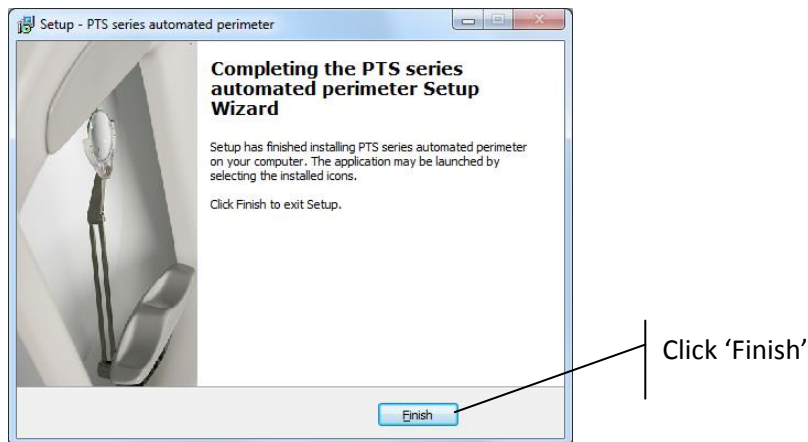 Setup - PTS series automated perimeter
Completing the PTS series
automated perimeter Setup
Wizard
Setup has finished installing PTS series automated perimeter
on your computer. The application may be launched by
selecting the installed icons.
Click Finish to exit Setup.
Click ‘Finish’
Finish